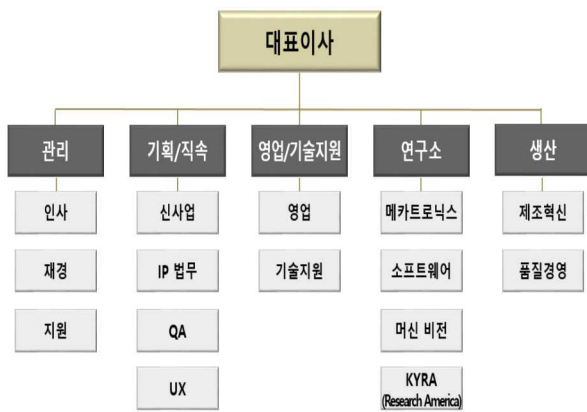 대표이사
관리
기획/직속
영업/기술지원
연구소
생산
인사
신사업
영업
메카트로닉스
제조혁신
재경
IP 법무
기술지원
소프트웨어
품질경영
지원
QA
머신 비전
UX
KYRA
(Research America)